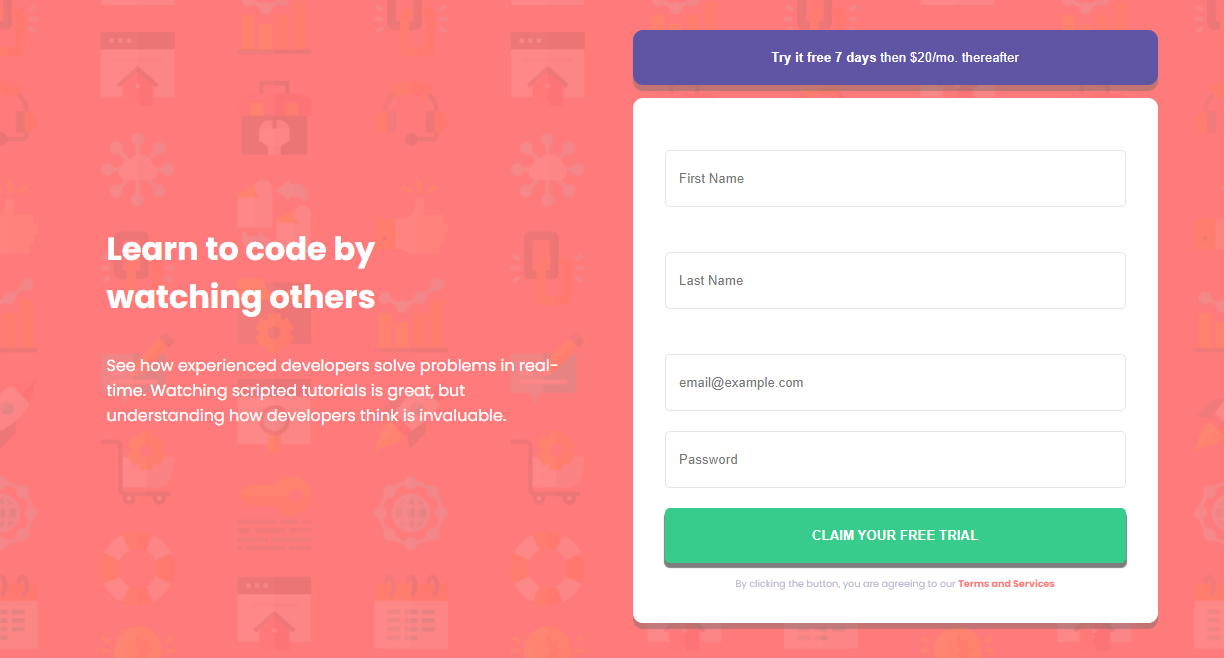 Learn to code by
watching others
See how experienced developers solve problems in real-
time. Watching scripted tutorials is great, but
understanding how developers think is invaluable.
Try it free 7 days then $20/mo. thereafter
First Name
Last Name
email@example.com
Password
CLAIM YOUR FREE TRIAL
By clicking the button, you are agreeing to our Terms and Services